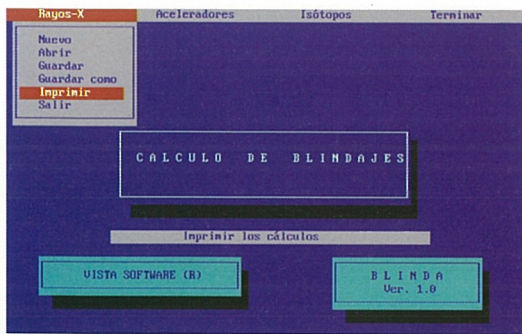 Rayos-X Aceleradores Isótopos Terminar
Nuevo
Abrir
Guardar
Guardar como
Imprimir
Salir
CALCULO DE BLINDAJES
Imprimir los cálculos
VISTA SOFTWARE (R)
BLINDA
Ver. 1.0